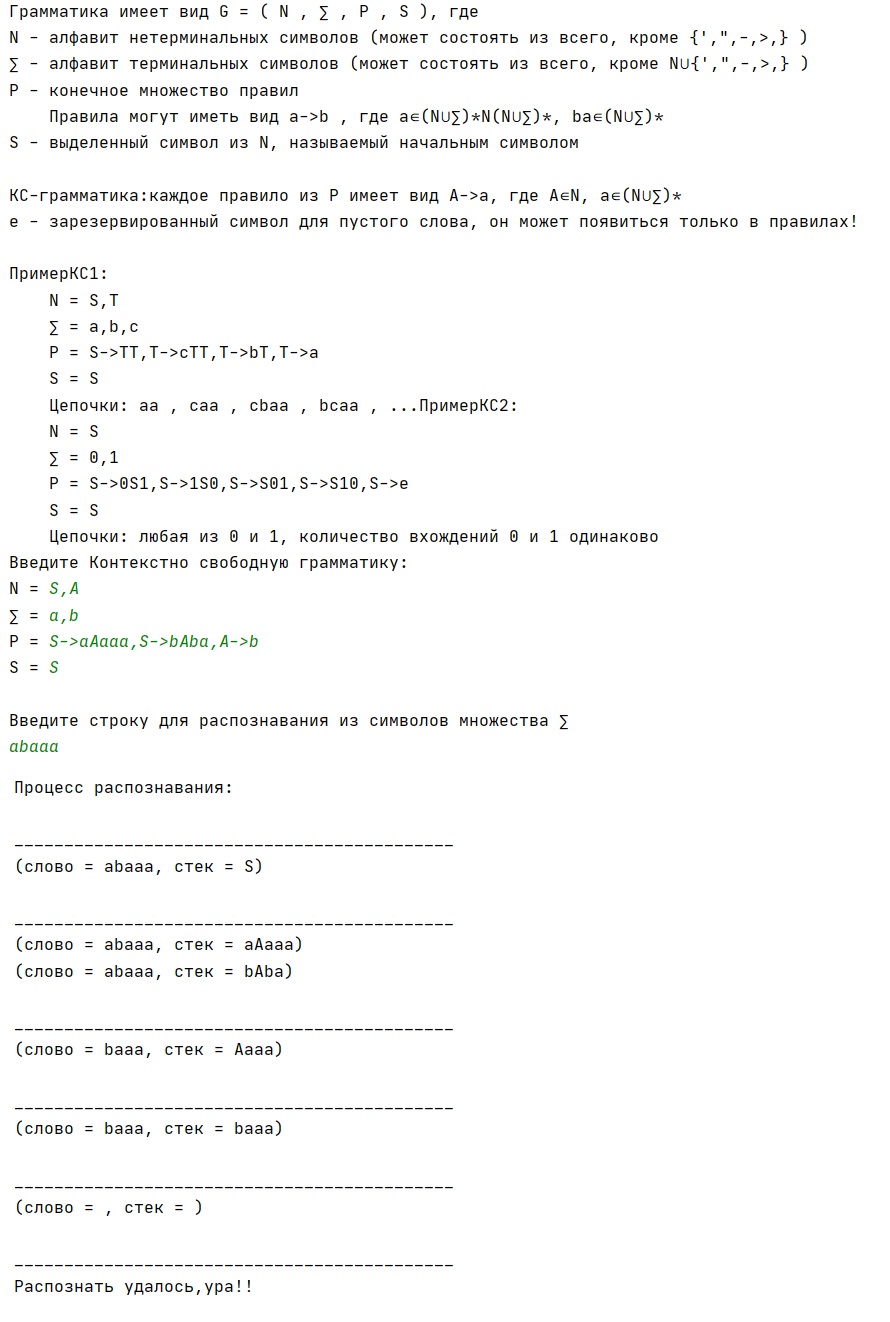 Грамматика имеет вид G = ( N , ∑ , P , S ), где
N – алфавит нетерминальных символов (может состоять из всего, кроме {',",-,>,} )
∑ – алфавит терминальных символов (может состоять из всего, кроме N∪{',",-,>,} )
P – конечное множество правил
    Правила могут иметь вид a->b , где a∈(N∪∑)*N(N∪∑)*, ba∈(N∪∑)*
S – выделенный символ из N, называемый начальным символом

КС-грамматика:каждое правило из P имеет вид A->a, где A∈N, a∈(N∪∑)*
e – зарезервированный символ для пустого слова, он может появиться только в правилах!

ПримерКС1:
    N = S,T
    ∑ = a,b,c
    P = S->TT,T->cTT,T->bT,T->a
    S = S
    Цепочки: aa , caa , cbaa , bcaa , ...ПримерКС2:
    N = S
    ∑ = 0,1
    P = S->0S1,S->1S0,S->S01,S->S10,S->e
    S = S
    Цепочки: любая из 0 и 1, количество вхождений 0 и 1 одинаково
Введите Контекстно свободную грамматику:
N = S,A
∑ = a,b
P = S->aAaaa,S->bAba,A->b
S = S

Введите строку для распознавания из символов множества ∑
abaaa
Процесс распознавания:

____________________________________________
(слово = abaaa, стек = S)

____________________________________________
(слово = abaaa, стек = aAaaa)
(слово = abaaa, стек = bAba)

____________________________________________
(слово = baaa, стек = Aaaa)

____________________________________________
(слово = baaa, стек = baaa)

____________________________________________
(слово = , стек = )

____________________________________________
Распознать удалось,ура!!